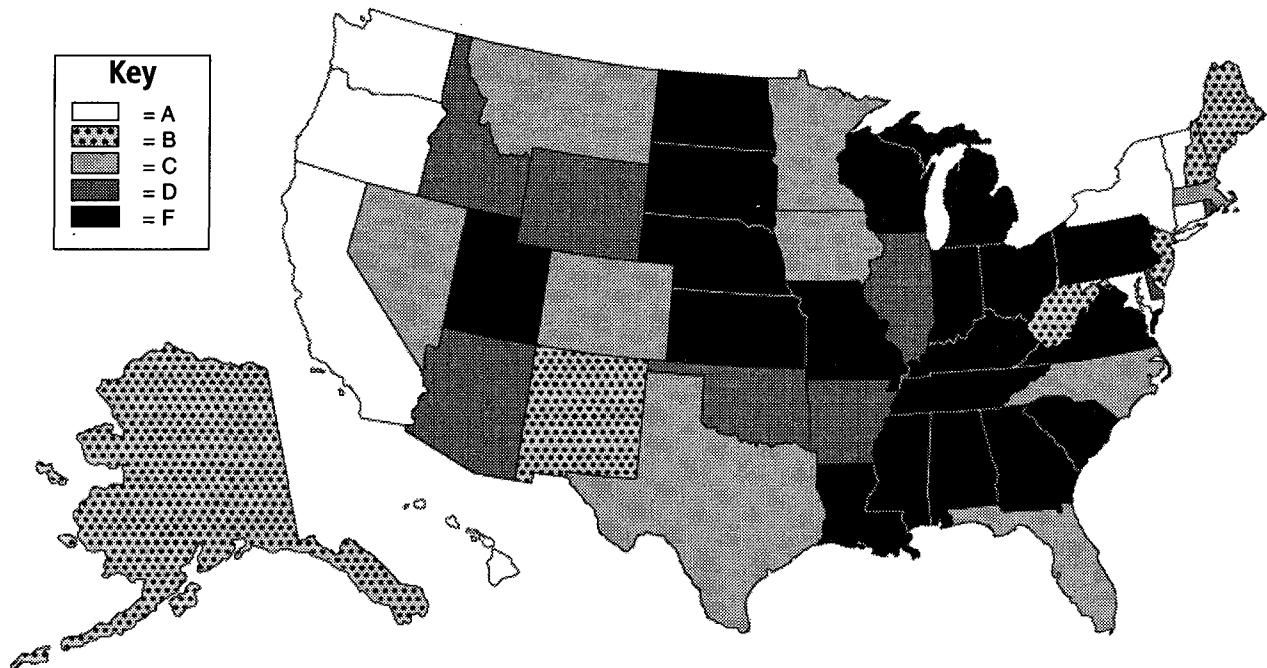 Key
= A
= B
= C
= D
= F